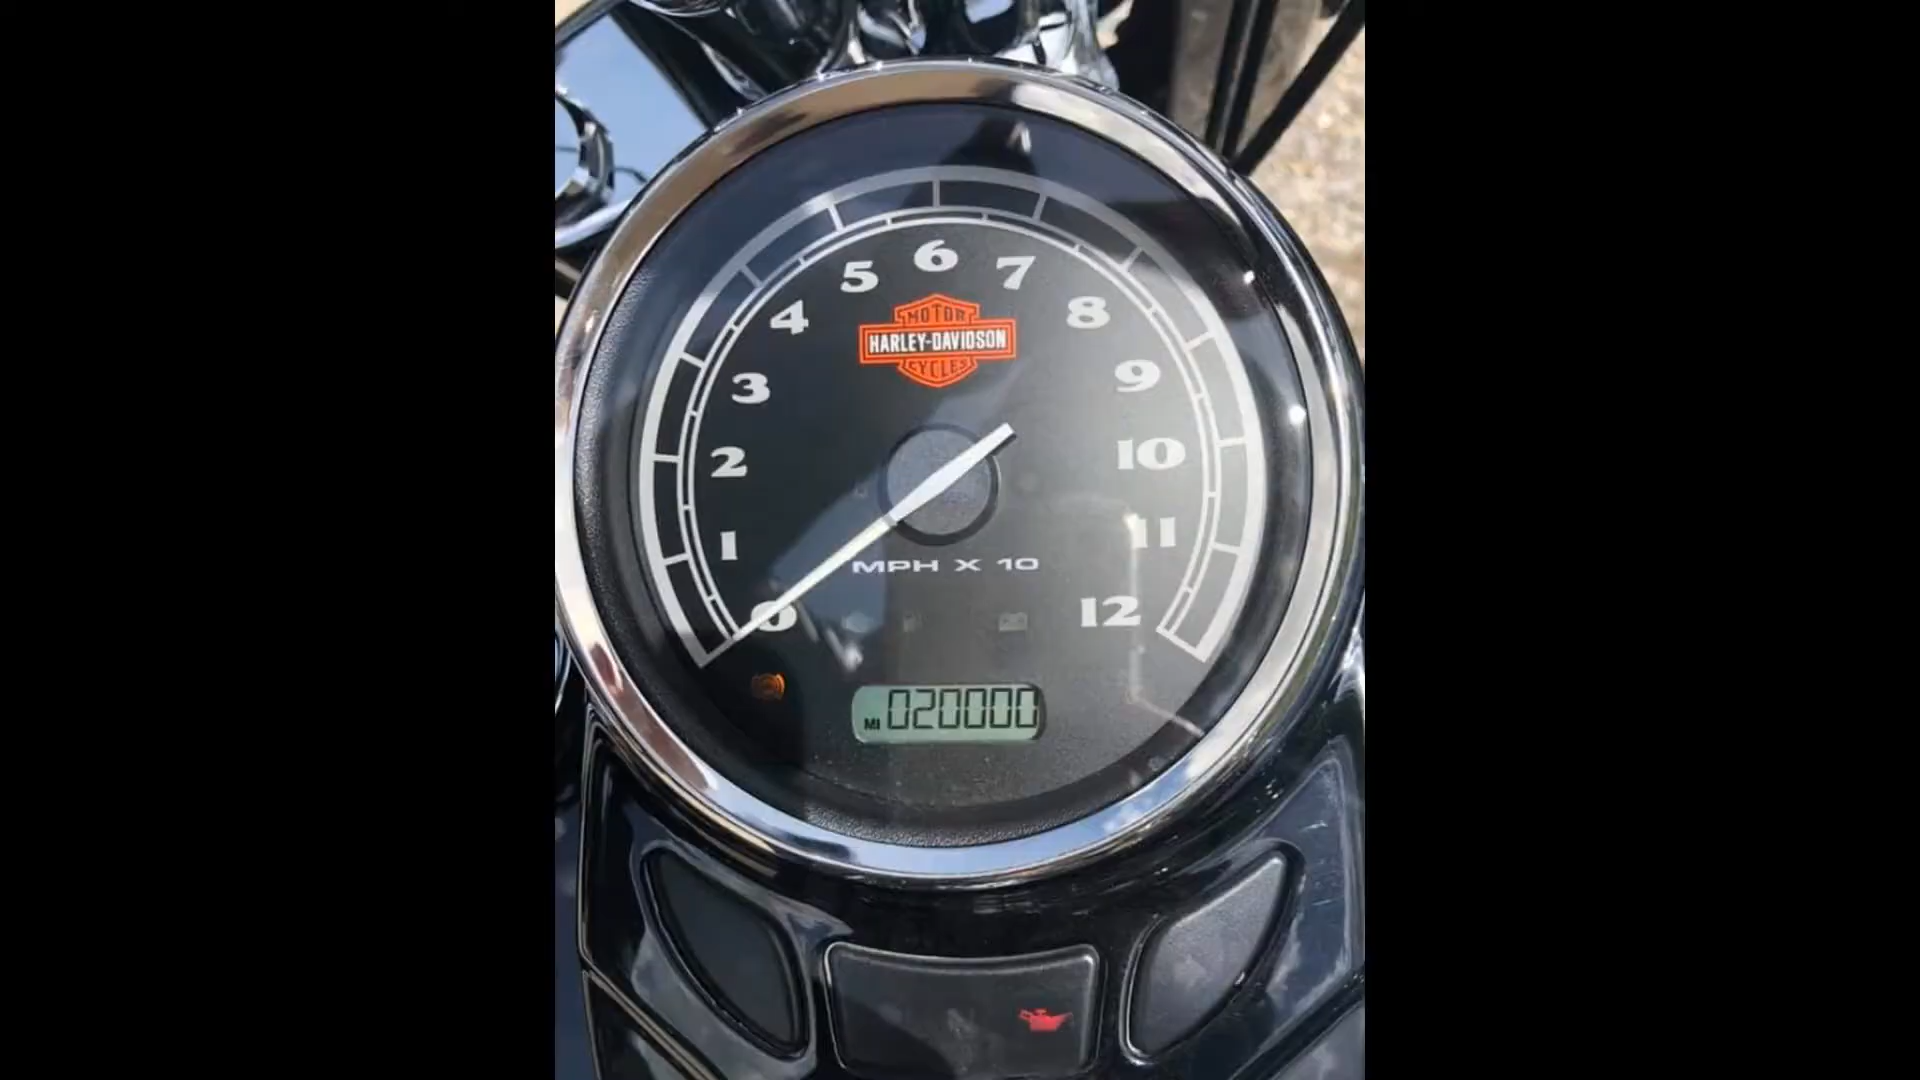 6
5 7
4 8
MOTOR
HARLEY-DAVIDSON
CYCLES
3 9
2 10
1 11
MPH X 10
0 12
MI 020000